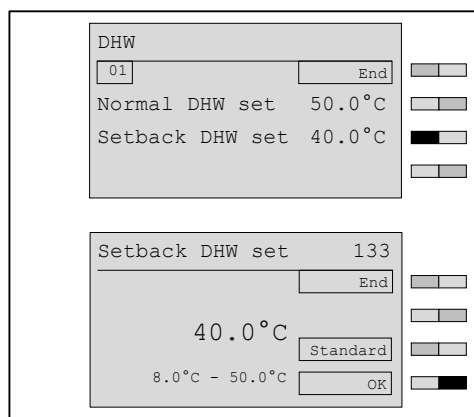 DHW
01 End
Normal DHW set 50.0°C
Setback DHW set 40.0°C
Setback DHW set 133
End
40.0°C
Standard
8.0°C - 50.0°C OK